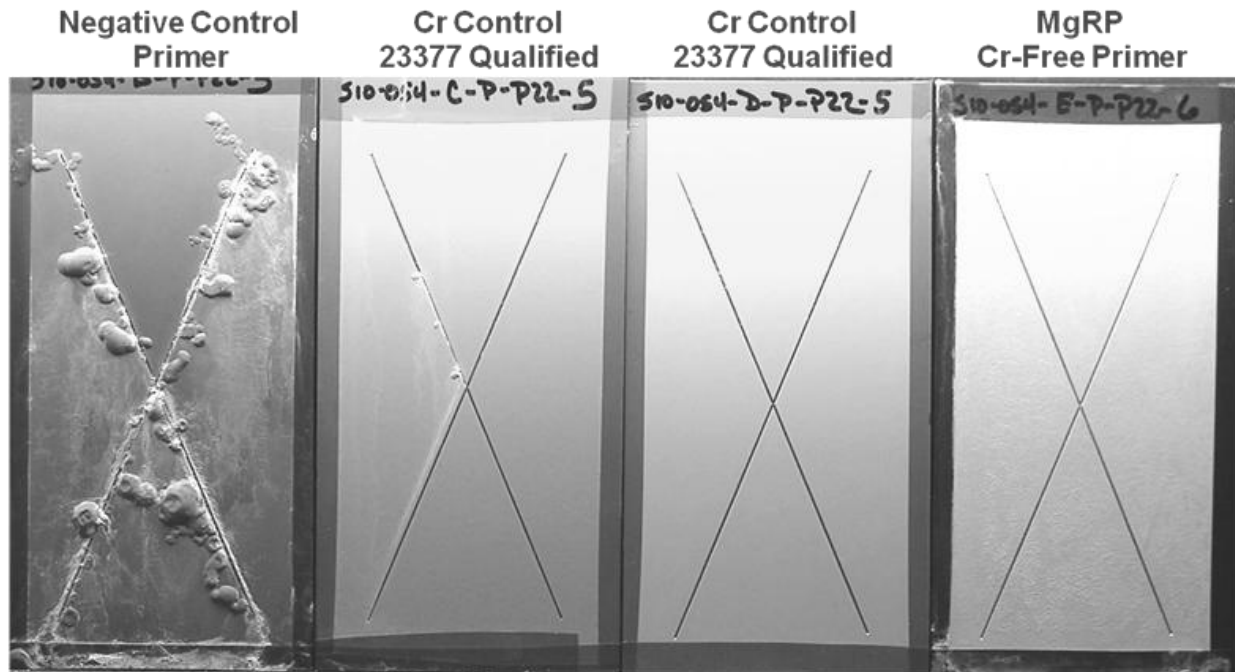 Negative Control
Primer
Cr Control
23377 Qualified
Cr Control
23377 Qualified
MgRP
Cr-Free Primer
S10-054-B-P-P22-5
S10-054-C-P-P22-5
S10-054-D-P-P22-5
S10-054-E-P-P22-6